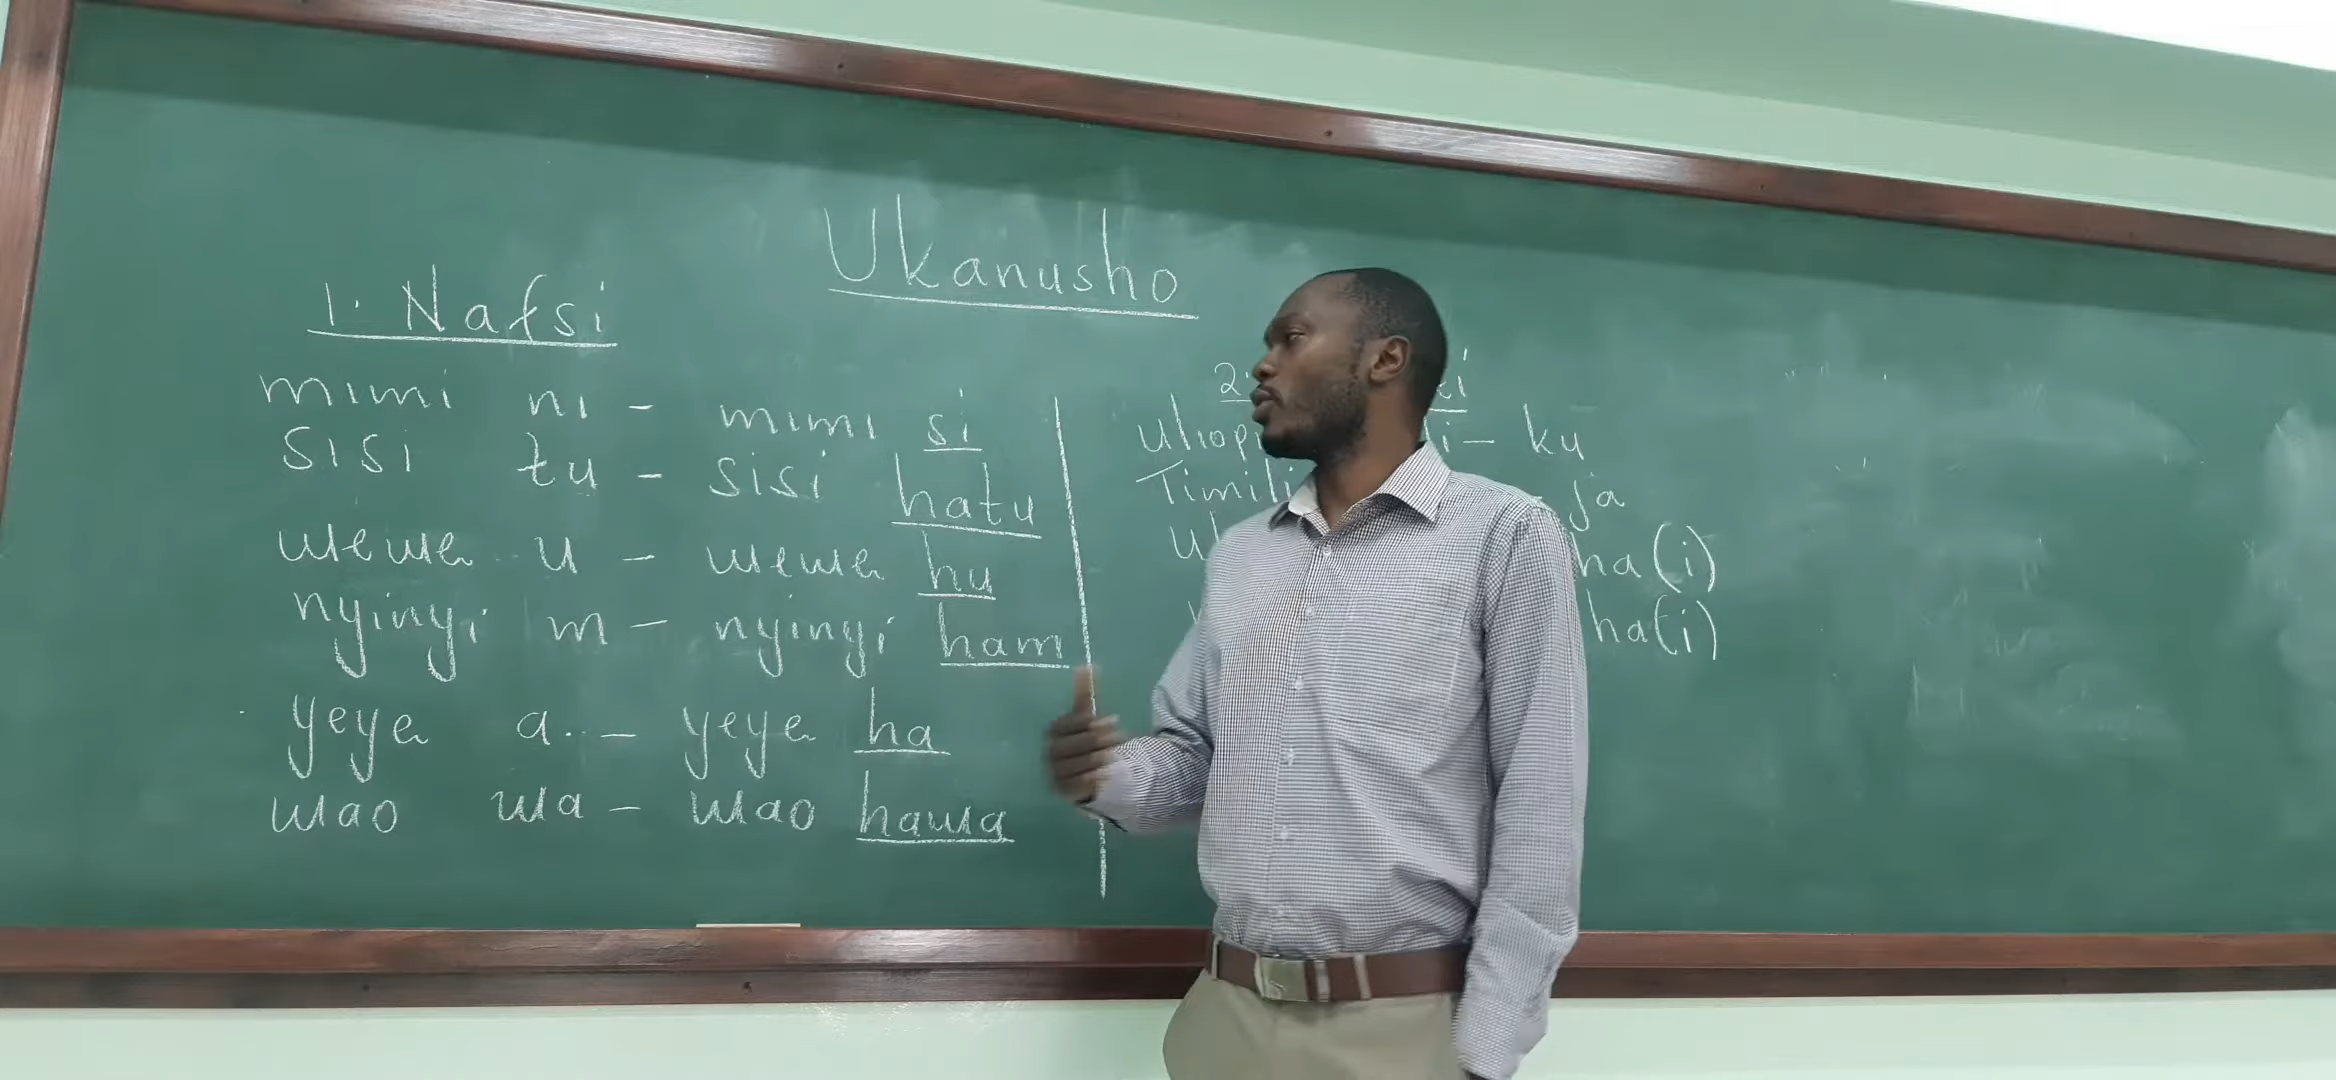 Ukanusho
1. Nafsi
mimi ni - mimi si
sisi tu - sisi hatu
wewe u - wewe hu
nyinyi m - nyinyi ham
yeye a. - yeye ha
wao wa - wao hawa
2.
- ku
ja
ha(i)
ha(i)